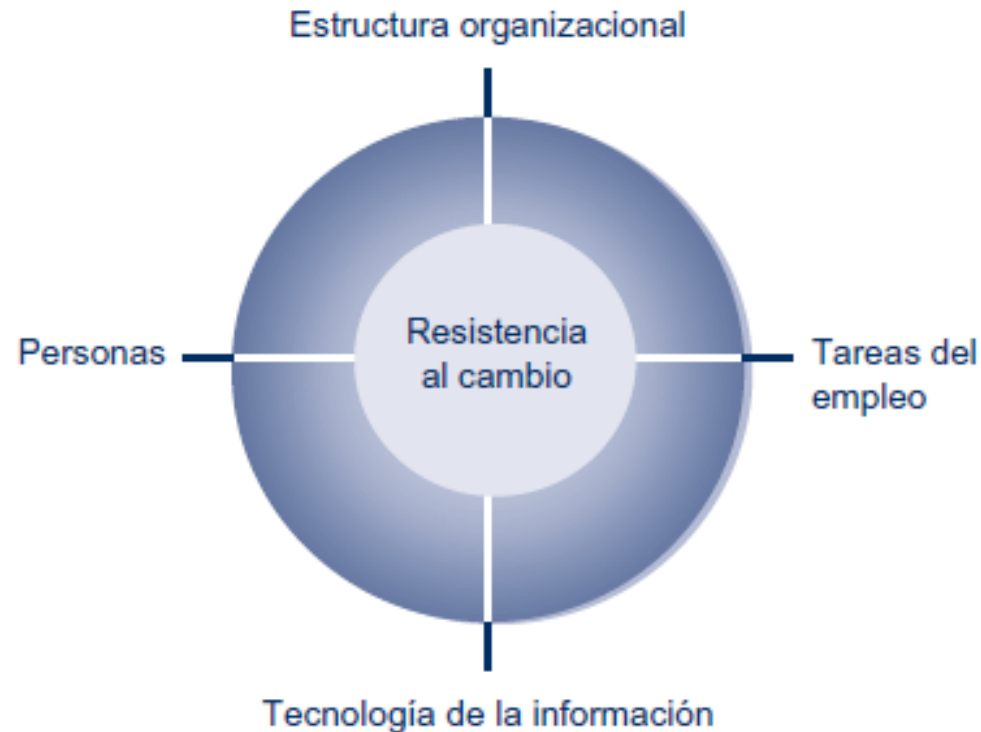 Estructura organizacional
Personas
Resistencia
al cambio
Tareas del
empleo
Tecnología de la información